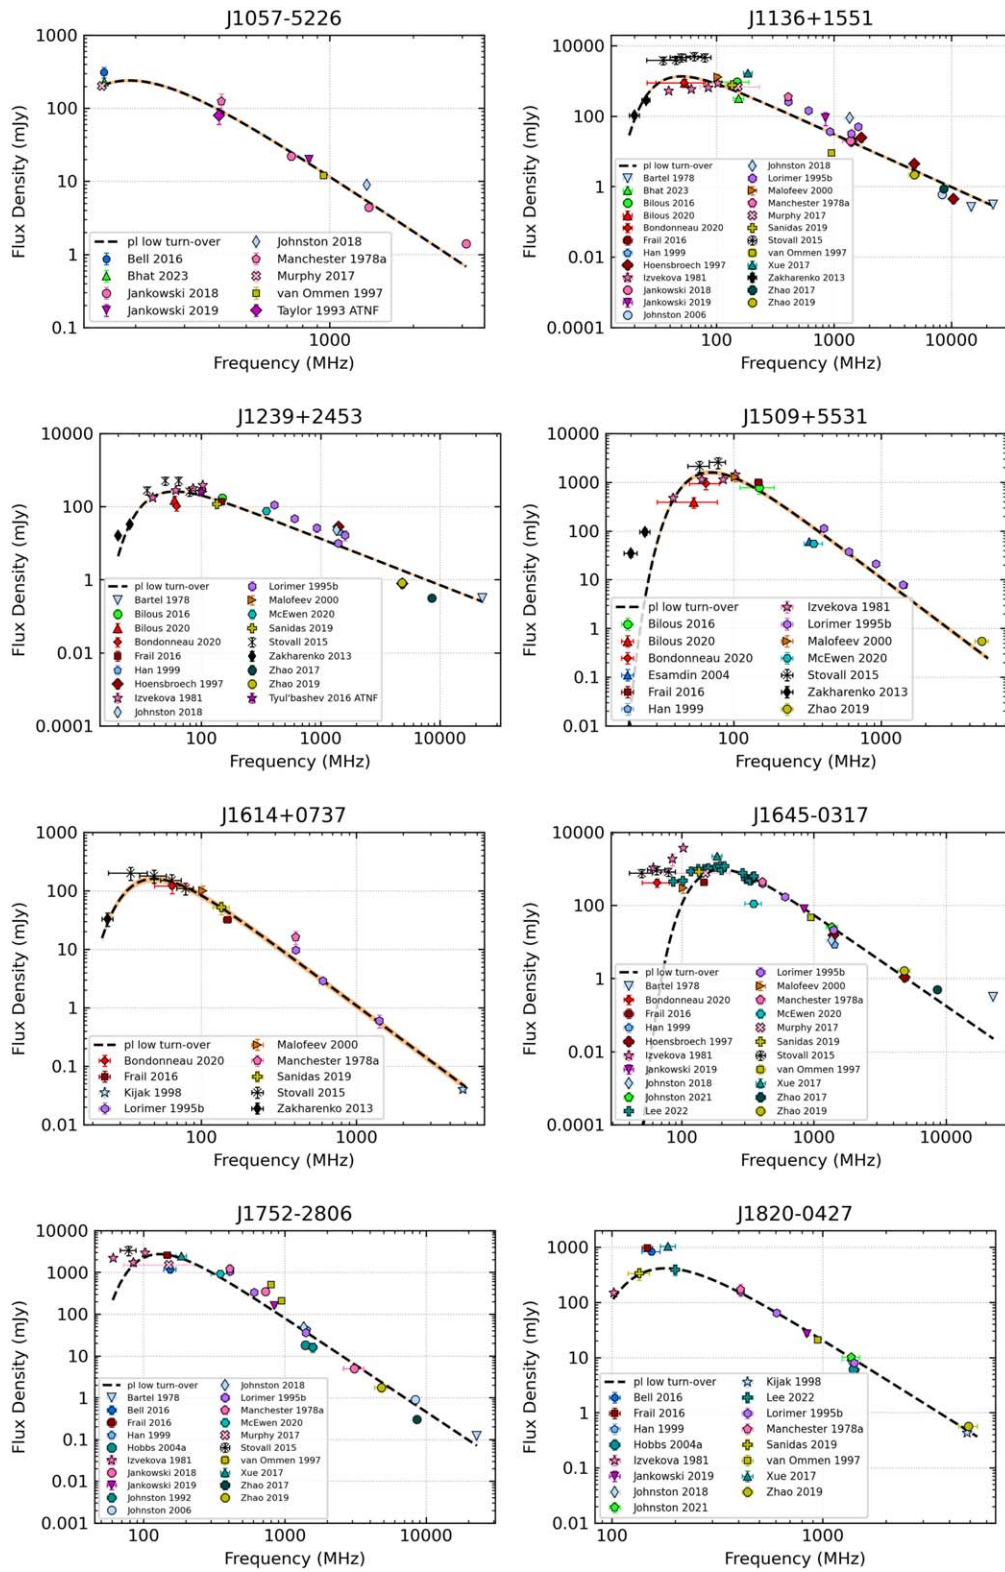 J1057-5226
1000
100
10
1
0.1
Flux Density (mJy)
pl low turn-over
Bell 2016
Bhat 2023
Jankowski 2018
Jankowski 2019
Johnston 2018
Manchester 1978a
Murphy 2017
van Ommen 1997
Taylor 1993 ATNF
1000
Frequency (MHz)
J1136+1551
10000
100
1
0.01
0.0001
Flux Density (mJy)
pl low turn-over
Bartel 1978
Bhat 2023
Bilous 2016
Bilous 2020
Bondonneau 2020
Frail 2016
Han 1999
Hoensbroech 1997
Izvekova 1981
Jankowski 2018
Jankowski 2019
Johnston 2006
Johnston 2018
Lorimer 1995b
Malofeev 2000
Manchester 1978a
Murphy 2017
Sanidas 2019
Stovall 2015
van Ommen 1997
Xue 2017
Zakharenko 2013
Zhao 2017
Zhao 2019
100 1000 10000
Frequency (MHz)
J1239+2453
10000
100
1
0.01
0.0001
Flux Density (mJy)
pl low turn-over
Bartel 1978
Bilous 2016
Bilous 2020
Bondonneau 2020
Frail 2016
Han 1999
Hoensbroech 1997
Izvekova 1981
Johnston 2018
Lorimer 1995b
Malofeev 2000
McEwen 2020
Sanidas 2019
Stovall 2015
Zakharenko 2013
Zhao 2017
Zhao 2019
Tyul'bashev 2016 ATNF
100 1000 10000
Frequency (MHz)
J1509+5531
10000
1000
100
10
1
0.1
0.01
Flux Density (mJy)
pl low turn-over
Bilous 2016
Bilous 2020
Bondonneau 2020
Esamdin 2004
Frail 2016
Han 1999
Izvekova 1981
Lorimer 1995b
Malofeev 2000
McEwen 2020
Stovall 2015
Zakharenko 2013
Zhao 2019
100 1000
Frequency (MHz)
J1614+0737
1000
100
10
1
0.1
0.01
Flux Density (mJy)
pl low turn-over
Bondonneau 2020
Frail 2016
Kijak 1998
Lorimer 1995b
Malofeev 2000
Manchester 1978a
Sanidas 2019
Stovall 2015
Zakharenko 2013
100 1000
Frequency (MHz)
J1645-0317
10000
100
1
0.01
0.0001
Flux Density (mJy)
pl low turn-over
Bartel 1978
Bondonneau 2020
Frail 2016
Han 1999
Hoensbroech 1997
Izvekova 1981
Jankowski 2019
Johnston 2018
Johnston 2021
Lee 2022
Lorimer 1995b
Malofeev 2000
Manchester 1978a
McEwen 2020
Murphy 2017
Sanidas 2019
Stovall 2015
van Ommen 1997
Xue 2017
Zhao 2017
Zhao 2019
100 1000 10000
Frequency (MHz)
J1752-2806
10000
1000
100
10
1
0.1
0.01
0.001
Flux Density (mJy)
pl low turn-over
Bartel 1978
Bell 2016
Frail 2016
Han 1999
Hobbs 2004a
Izvekova 1981
Jankowski 2018
Jankowski 2019
Johnston 1992
Johnston 2006
Johnston 2018
Lorimer 1995b
Manchester 1978a
McEwen 2020
Murphy 2017
Stovall 2015
van Ommen 1997
Xue 2017
Zhao 2017
Zhao 2019
100 1000 10000
Frequency (MHz)
J1820-0427
1000
100
10
1
0.1
0.01
Flux Density (mJy)
pl low turn-over
Bell 2016
Frail 2016
Han 1999
Hobbs 2004a
Izvekova 1981
Jankowski 2019
Johnston 2018
Johnston 2021
Kijak 1998
Lee 2022
Lorimer 1995b
Manchester 1978a
Sanidas 2019
van Ommen 1997
Xue 2017
Zhao 2019
100 1000
Frequency (MHz)